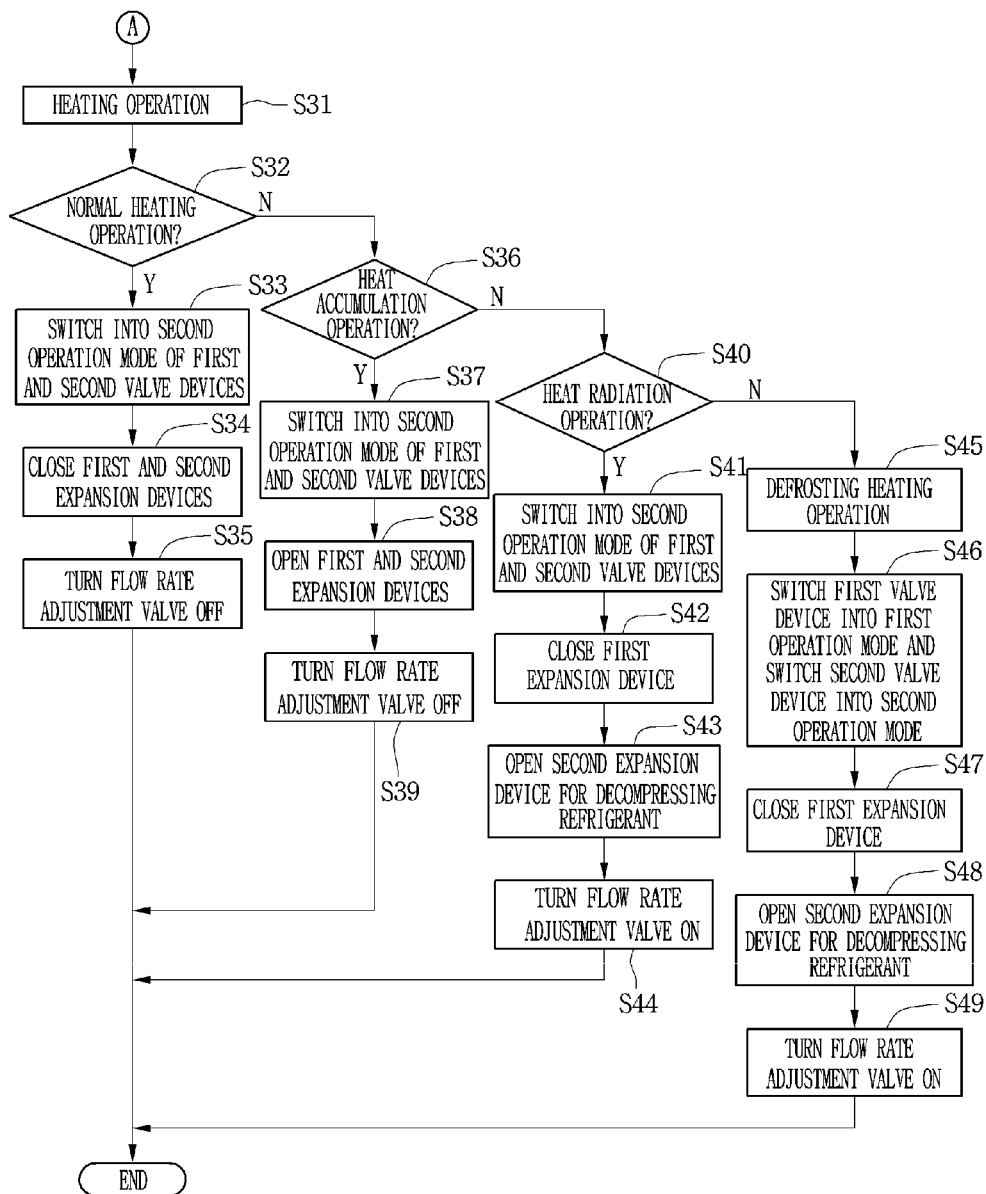 A
HEATING OPERATION
S31
S32
NORMAL HEATING
OPERATION?
N
Y
S33
SWITCH INTO SECOND
OPERATION MODE OF FIRST
AND SECOND VALVE DEVICES
S34
CLOSE FIRST AND SECOND
EXPANSION DEVICES
S35
TURN FLOW RATE
ADJUSTMENT VALVE OFF
S36
HEAT
ACCUMULATION
OPERATION?
N
Y
S37
SWITCH INTO SECOND
OPERATION MODE OF FIRST
AND SECOND VALVE DEVICES
S38
OPEN FIRST AND SECOND
EXPANSION DEVICES
TURN FLOW RATE
ADJUSTMENT VALVE OFF
S39
S40
HEAT RADIATION
OPERATION?
N
Y
S41
SWITCH INTO SECOND
OPERATION MODE OF FIRST
AND SECOND VALVE DEVICES
S42
CLOSE FIRST
EXPANSION DEVICE
S43
OPEN SECOND EXPANSION
DEVICE FOR DECOMPRESSING
REFRIGERANT
TURN FLOW RATE
ADJUSTMENT VALVE ON
S44
S45
DEFROSTING HEATING
OPERATION
S46
SWITCH FIRST VALVE
DEVICE INTO FIRST
OPERATION MODE AND
SWITCH SECOND VALVE
DEVICE INTO SECOND
OPERATION MODE
S47
CLOSE FIRST EXPANSION
DEVICE
S48
OPEN SECOND EXPANSION
DEVICE FOR DECOMPRESSING
REFRIGERANT
S49
TURN FLOW RATE
ADJUSTMENT VALVE ON
END